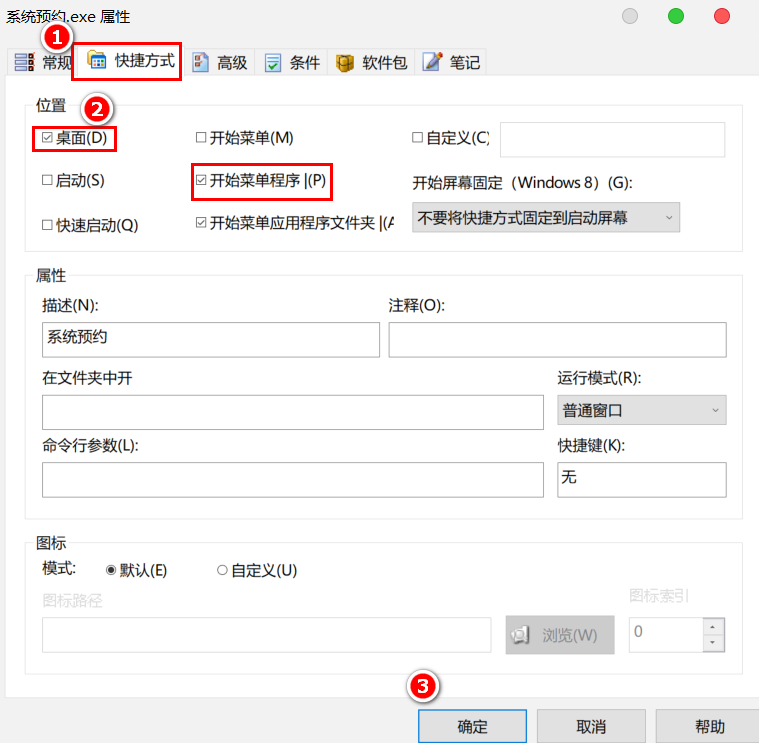 系统预约.exe 属性
1
常规 快捷方式 高级 条件 软件包 笔记
位置
2
桌面(D) 开始菜单(M) 自定义(C)
启动(S) 开始菜单程序 |(P) 开始屏幕固定（Windows 8）(G):
快速启动(Q) 开始菜单应用程序文件夹 |(A 不要将快捷方式固定到启动屏幕
属性
描述(N): 注释(O):
系统预约
在文件夹中开 运行模式(R):
普通窗口
命令行参数(L): 快捷键(K):
无
图标
模式: 默认(E) 自定义(U)
图标路径 图标索引
浏览(W) 0
3
确定 取消 帮助